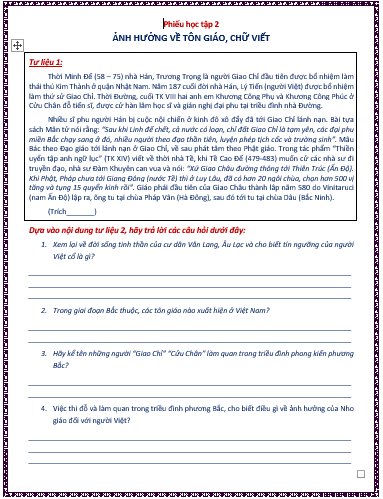 Phiếu học tập 2
ẢNH HƯỞNG VỀ TÔN GIÁO, CHỮ VIẾT
Tư liệu 1:
Thời Minh Đế (58 – 75) nhà Hán, Trương Trọng là người Giao Chỉ đầu tiên được bổ nhiệm làm
thái thú Kim Thành ở quận Nhật Nam. Năm 187 cuối đời nhà Hán, Lý Tiến (người Việt) được bổ nhiệm
làm thứ sử Giao Chỉ. Thời Đường, cuối TK VIII hai anh em Khương Công Phụ và Khương Công Phúc ở
Cửu Chân đỗ tiến sĩ, được cử hàn lâm học sĩ và gián nghị đại phu tại triều đình nhà Đường.
Nhiều sĩ phu người Hán bị cuộc nội chiến ở kinh đô xô đẩy đã tới Giao Chỉ lánh nạn. Bài tựa
sách Mâu tử nói rằng: "Sau khi Linh đế chết, cả nước có loạn, chỉ đất Giao Chỉ là tạm yên, các đại phu
miền Bắc chạy sang ở đó, nhiều người theo đạo thần tiên, luyện phép tịch cốc và trường sinh". Mâu
Bác theo Đạo giáo tới lánh nạn ở Giao Chỉ, về sau phát tâm theo Phật giáo. Trong tác phẩm "Thiền
uyển tập anh ngữ lục" (TK XIV) viết về thời nhà Tề, khi Tề Cao Đế (479-483) muốn cử các nhà sư đi
truyền đạo, nhà sư Đàm Khuyên can vua và nói: "Xứ Giao Châu đường thông tới Thiên Trúc (Ấn Độ).
Khi Phật, Pháp chưa tới Giang Đông (nước Tề) thì ở Luy Lâu, đã có hơn 20 ngôi chùa, chọn hơn 500 vị
tăng và tụng 15 quyển kinh rồi". Giáo phái đầu tiên của Giao Châu thành lập năm 580 do Vinitaruci
(nam Ấn Độ) lập ra, ông tu tại chùa Pháp Vân (Hà Đông), sau đó tới tu tại chùa Dâu (Bắc Ninh).
(Trích________)
Dựa vào nội dung tư liệu 2, hãy trả lời các câu hỏi dưới đây:
1. Xem lại về đời sống tinh thần của cư dân Văn Lang, Âu Lạc và cho biết tín ngưỡng của người
Việt cổ là gì?
2. Trong giai đoạn Bắc thuộc, các tôn giáo nào xuất hiện ở Việt Nam?
3. Hãy kể tên những người "Giao Chỉ" "Cửu Chân" làm quan trong triều đình phong kiến phương
Bắc?
4. Việc thi đỗ và làm quan trong triều đình phương Bắc, cho biết điều gì về ảnh hưởng của Nho
giáo đối với người Việt?